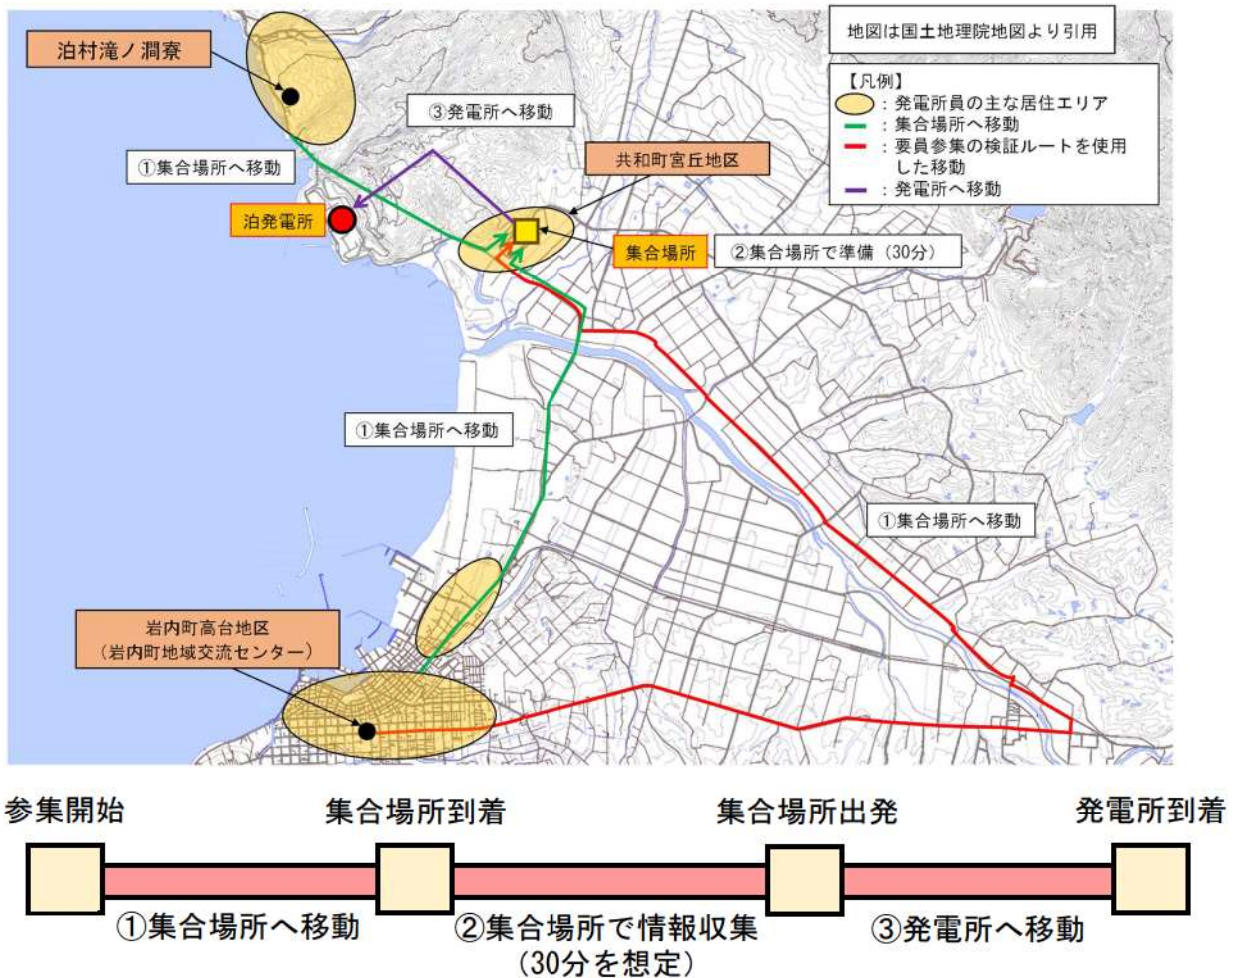 地図は国土地理院地図より引用
【凡例】
：発電所員の主な居住エリア
：集合場所へ移動
：要員参集の検証ルートを使用
した移動
：発電所へ移動
泊村滝ノ澗寮
③発電所へ移動
①集合場所へ移動
共和町宮丘地区
泊発電所
集合場所
②集合場所で準備（30分）
①集合場所へ移動
①集合場所へ移動
岩内町高台地区
（岩内町地域交流センター）
参集開始
集合場所到着
集合場所出発
発電所到着
①集合場所へ移動
②集合場所で情報収集
（30分を想定）
③発電所へ移動